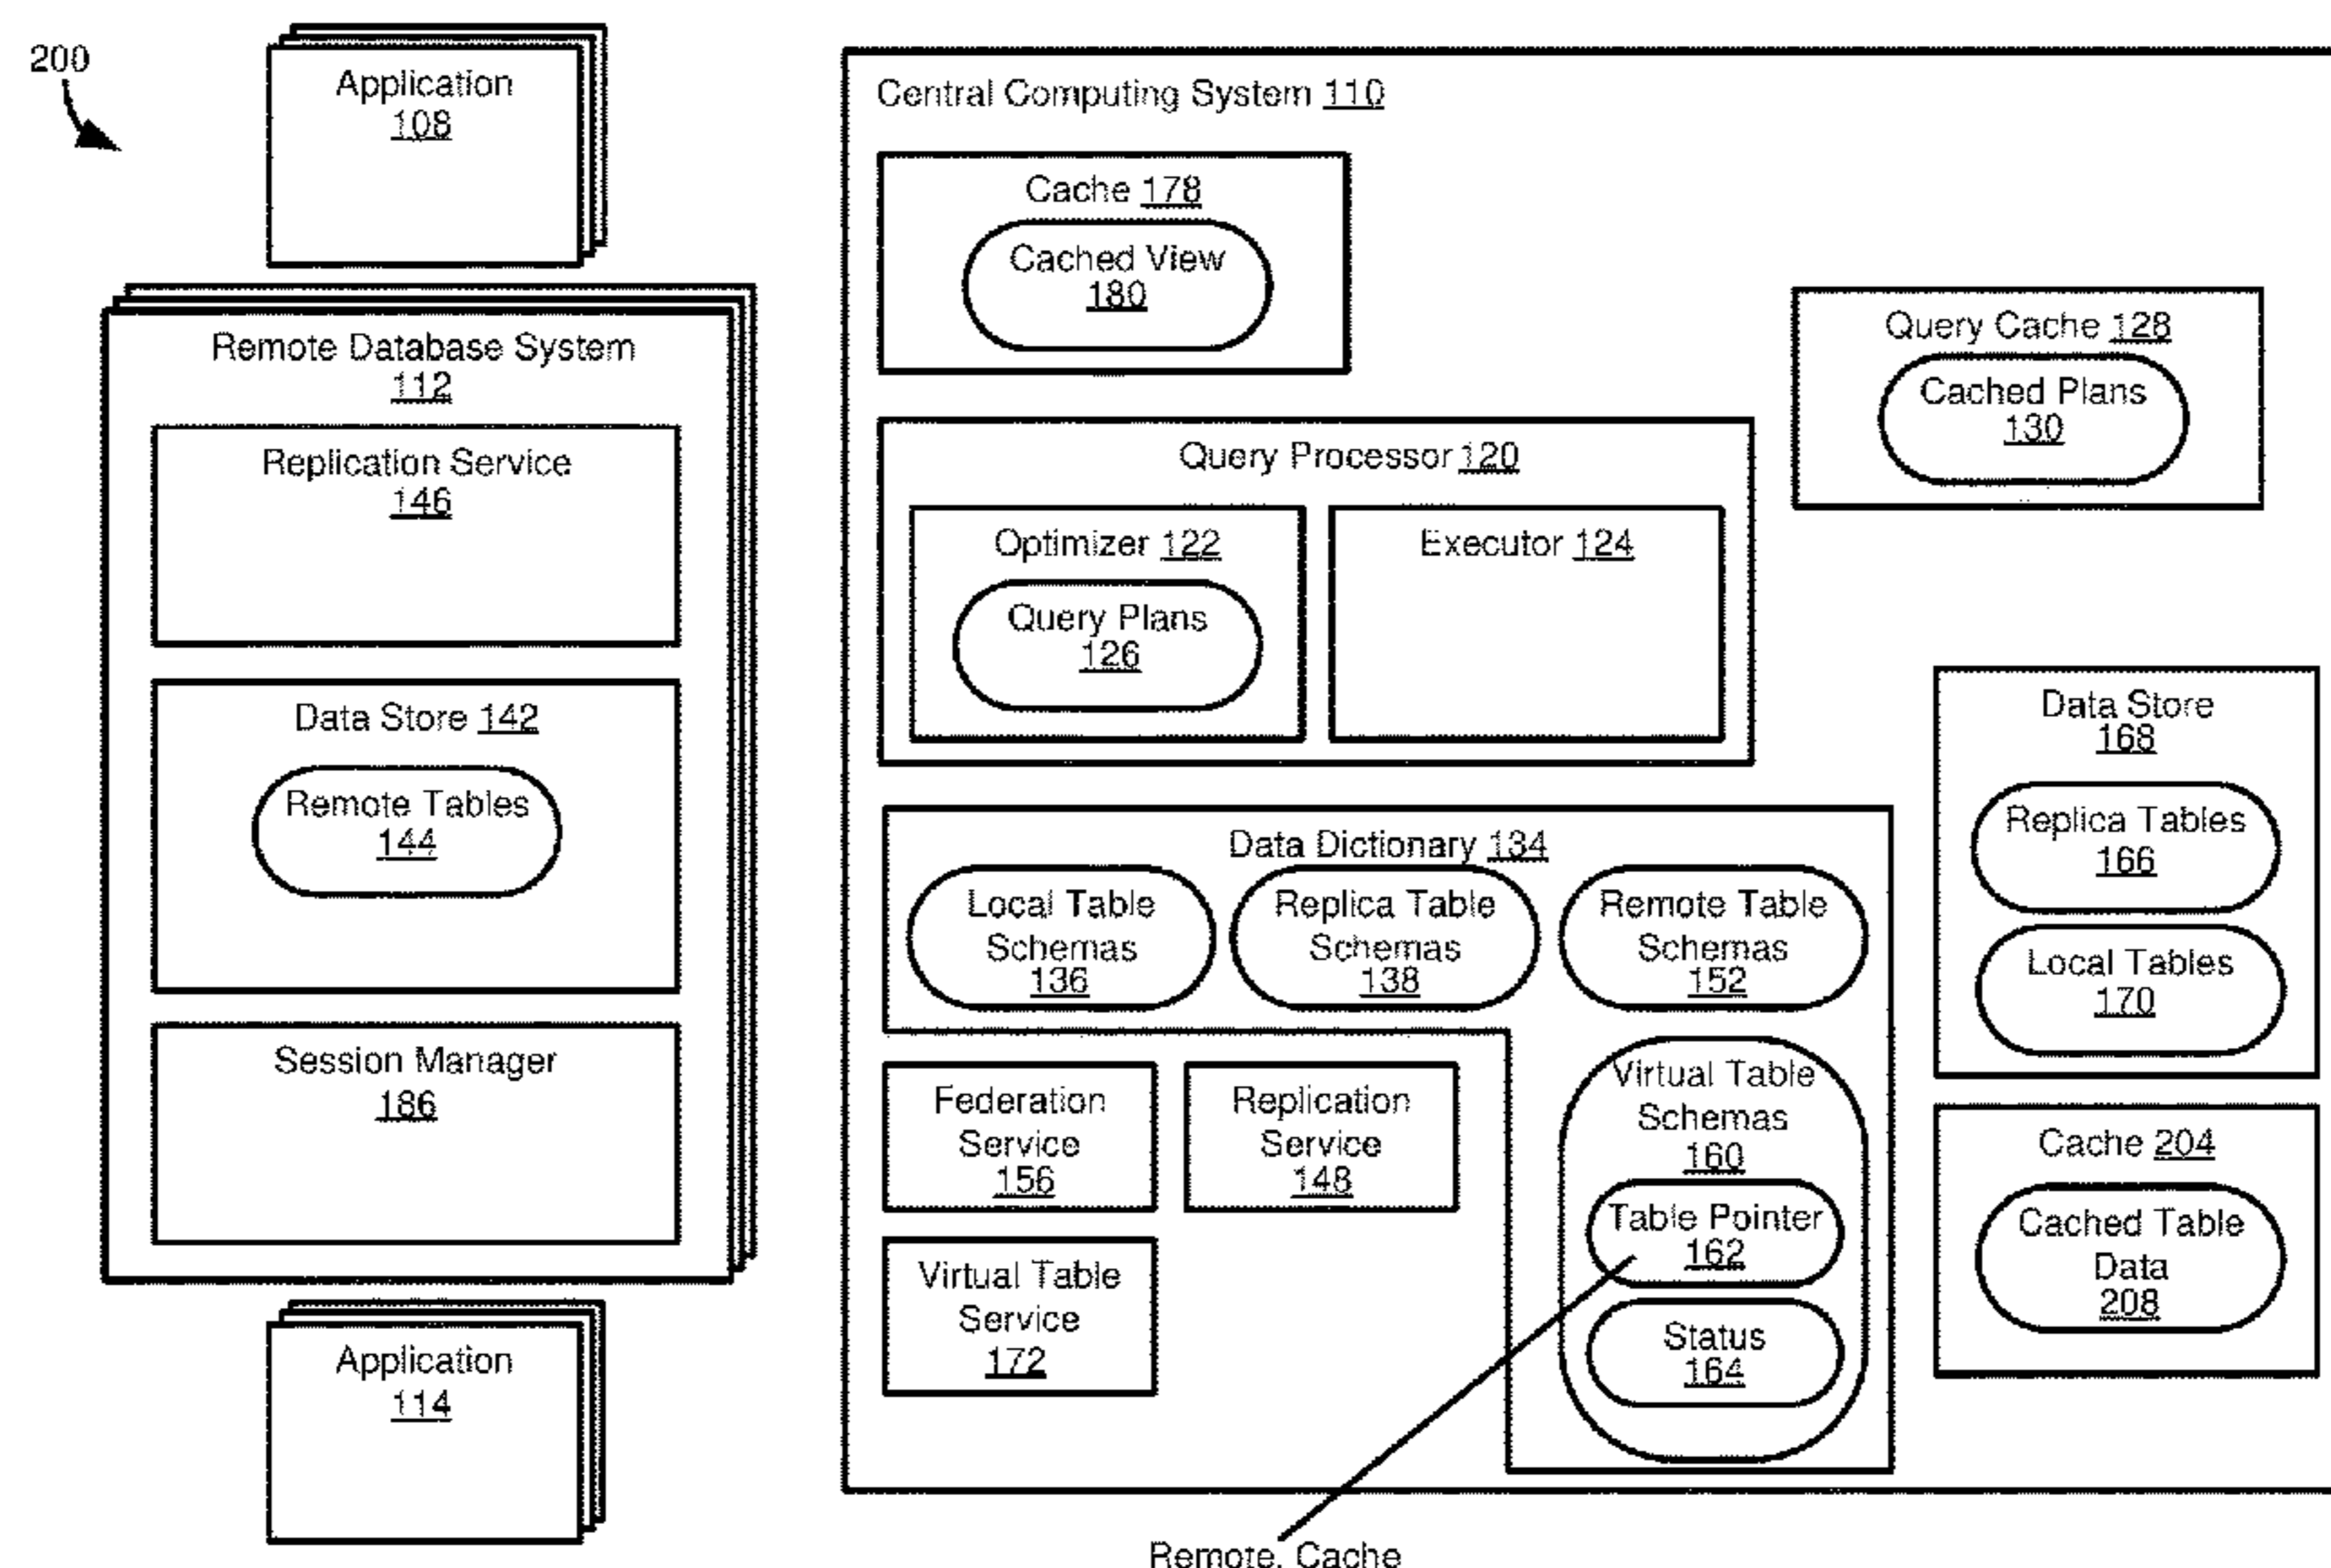 200
Application
108
Remote Database System
112
Replication Service
146
Data Store 142
Remote Tables
144
Session Manager
186
Application
114
Central Computing System 110
Cache 178
Cached View
180
Query Cache 128
Cached Plans
130
Query Processor 120
Optimizer 122
Query Plans
126
Executor 124
Data Store
168
Replica Tables
166
Local Tables
170
Data Dictionary 134
Local Table
Schemas
136
Replica Table
Schemas
138
Remote Table
Schemas
152
Virtual Table
Schemas
160
Table Pointer
162
Status
164
Federation
Service
156
Replication
Service
148
Virtual Table
Service
172
Cache 204
Cached Table
Data
208
Remote, Cache